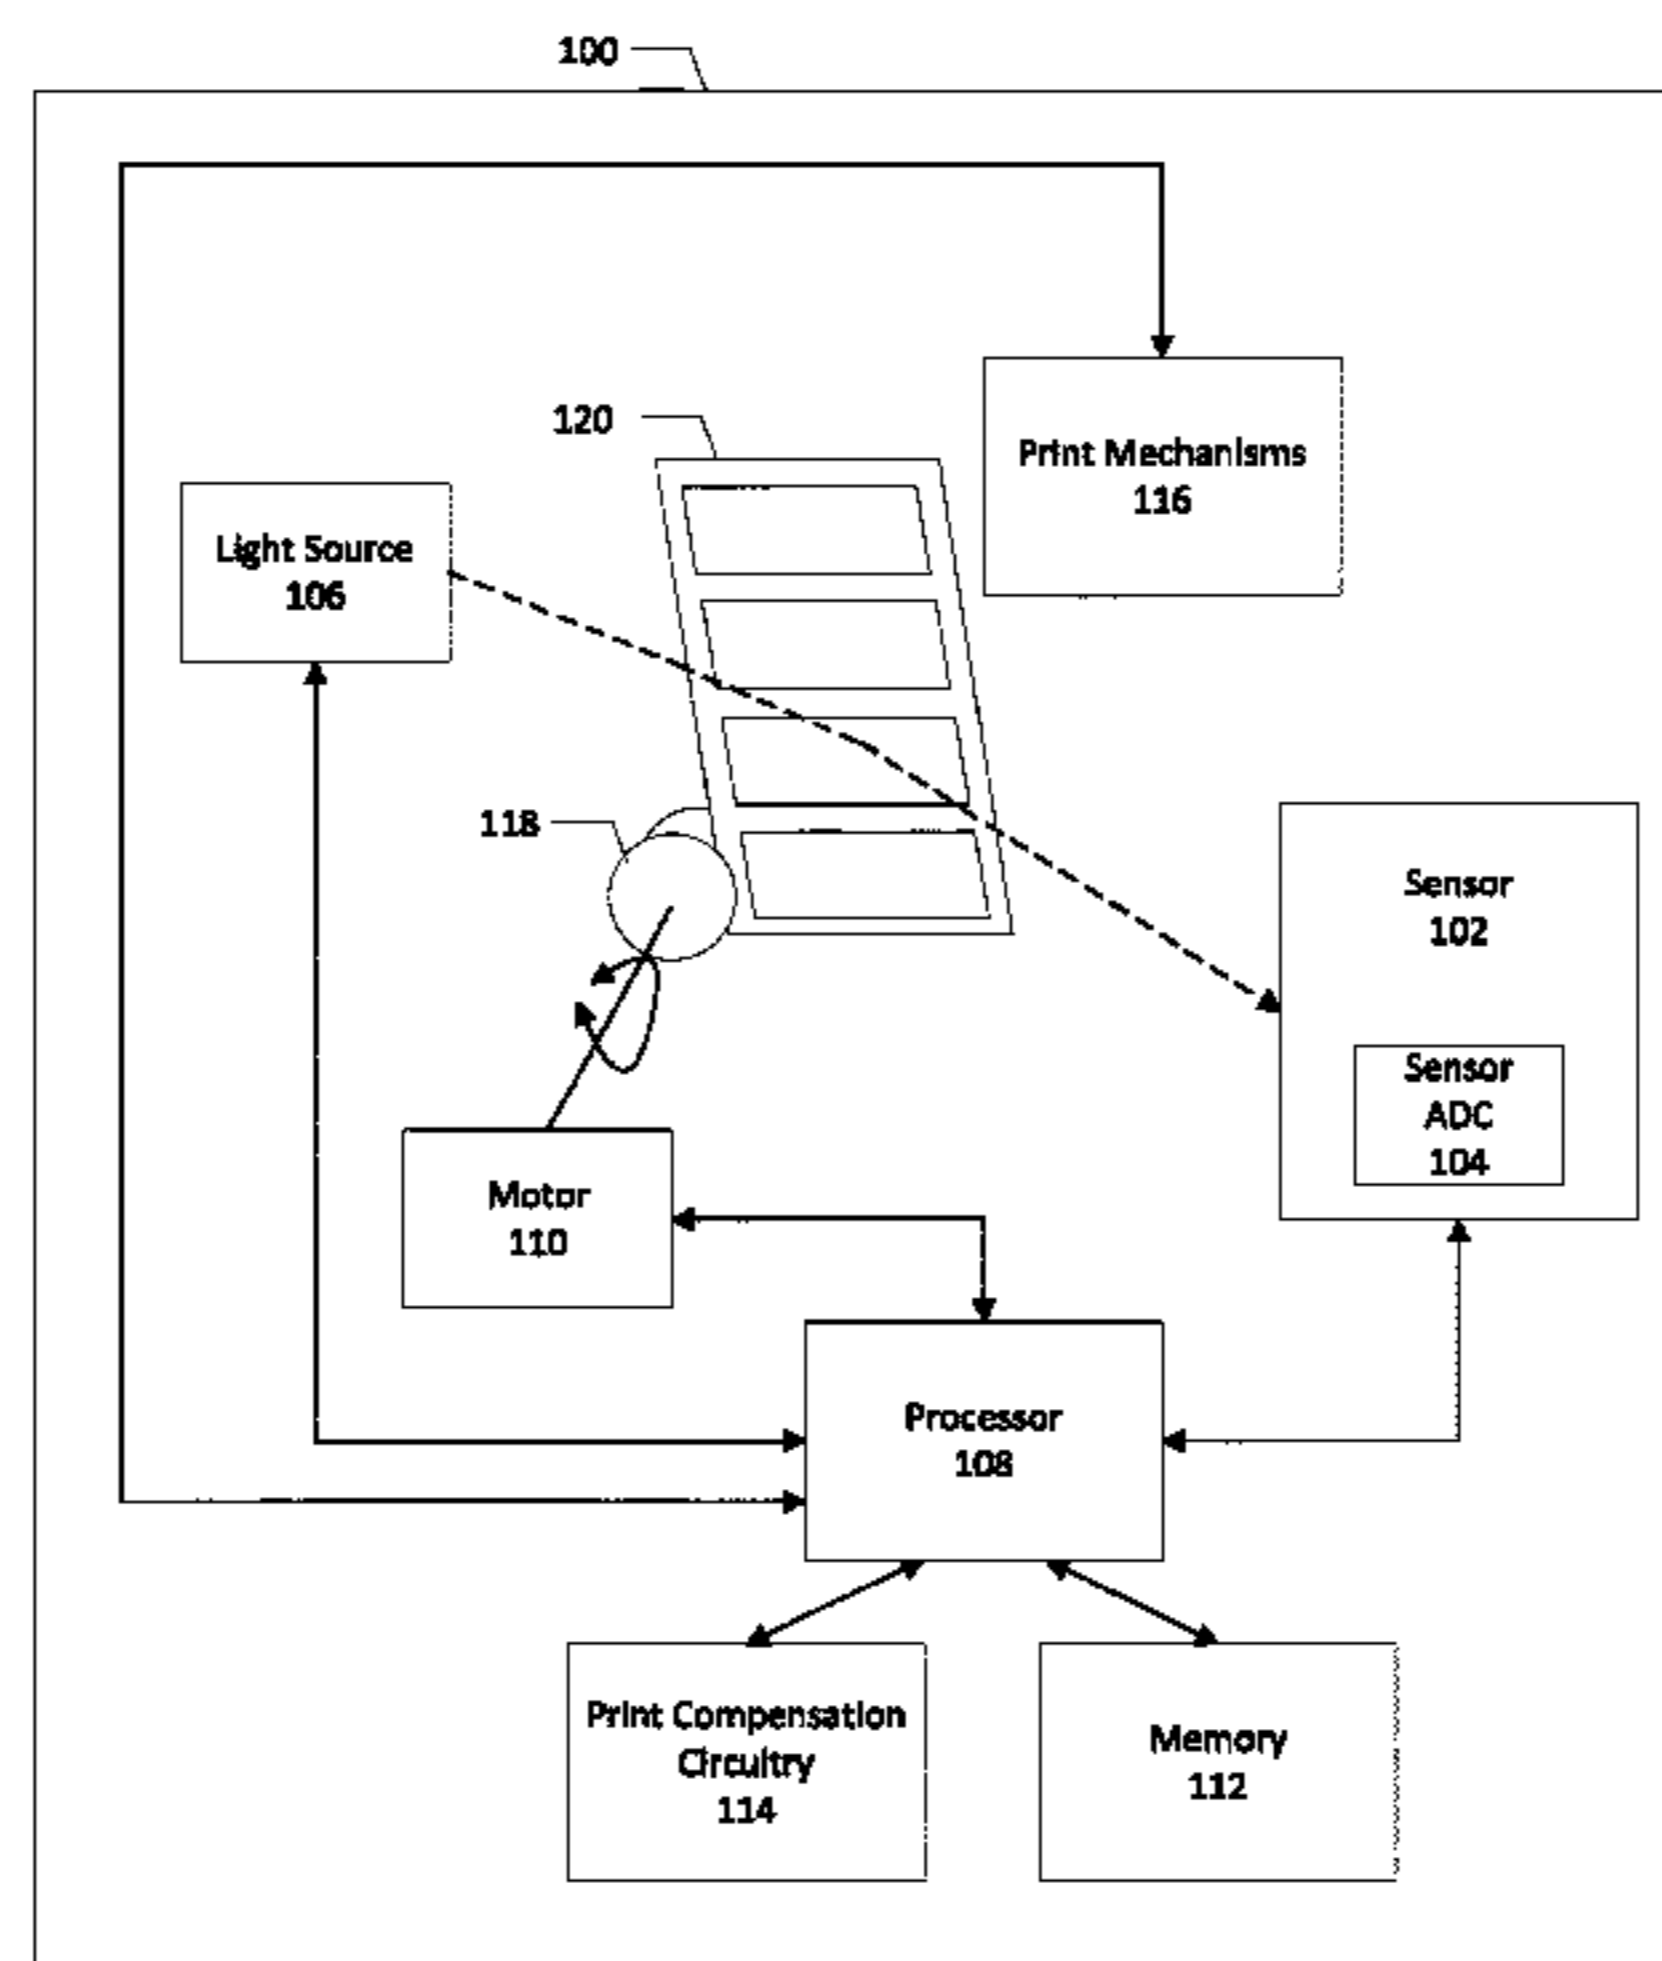 100
120
Print Mechanisms
116
Light Source
106
118
Sensor
102
Sensor
ADC
104
Motor
110
Processor
108
Print Compensation
Circuitry
114
Memory
112